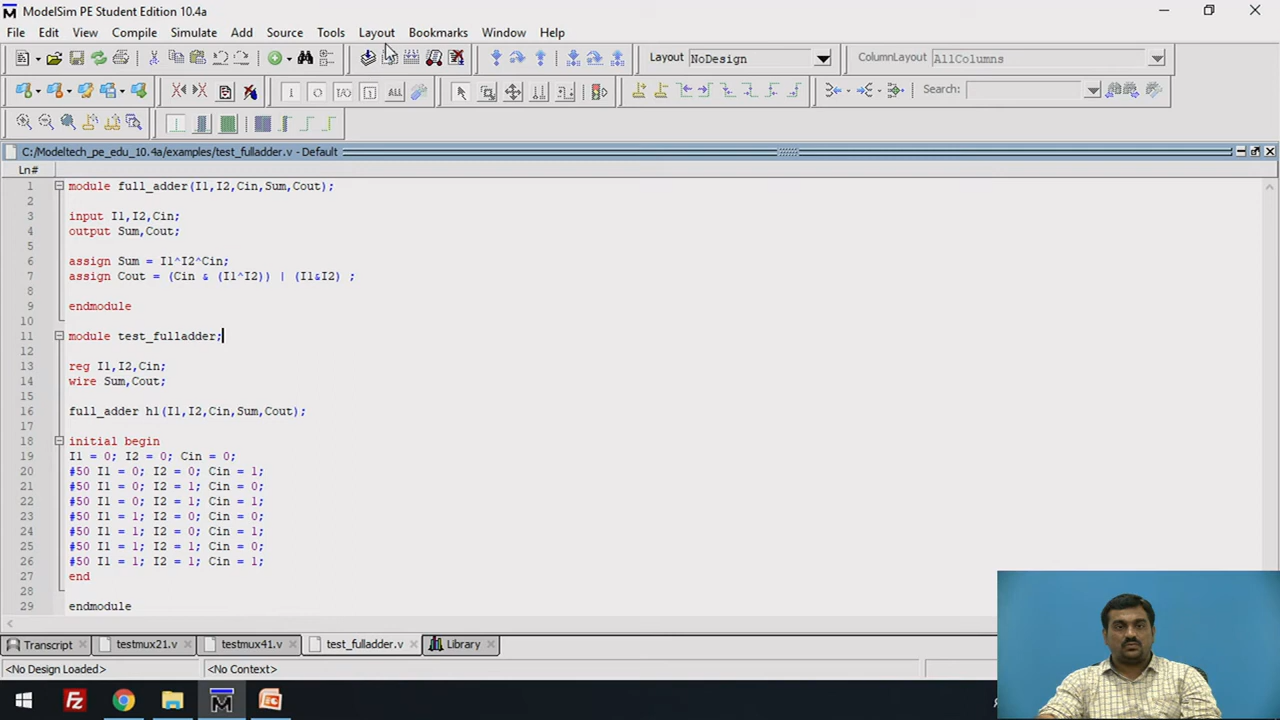 ModelSim PE Student Edition 10.4a
File Edit View Compile Simulate Add Source Tools Layout Bookmarks Window Help
Layout NoDesign ColumnLayout AllColumns
Search:
C:/Modeltech_pe_edu_10.4a/examples/test_fulladder.v - Default
Ln#
1 module full_adder(I1,I2,Cin,Sum,Cout);
2
3 input I1,I2,Cin;
4 output Sum,Cout;
5
6 assign Sum = I1^I2^Cin;
7 assign Cout = (Cin & (I1^I2)) | (I1&I2) ;
8
9 endmodule
10
11 module test_fulladder;
12
13 reg I1,I2,Cin;
14 wire Sum,Cout;
15
16 full_adder h1(I1,I2,Cin,Sum,Cout);
17
18 initial begin
19 I1 = 0; I2 = 0; Cin = 0;
20 #50 I1 = 0; I2 = 0; Cin = 1;
21 #50 I1 = 0; I2 = 1; Cin = 0;
22 #50 I1 = 0; I2 = 1; Cin = 1;
23 #50 I1 = 1; I2 = 0; Cin = 0;
24 #50 I1 = 1; I2 = 0; Cin = 1;
25 #50 I1 = 1; I2 = 1; Cin = 0;
26 #50 I1 = 1; I2 = 1; Cin = 1;
27 end
28
29 endmodule
Transcript testmux21.v testmux41.v test_fulladder.v Library
<No Design Loaded> <No Context>